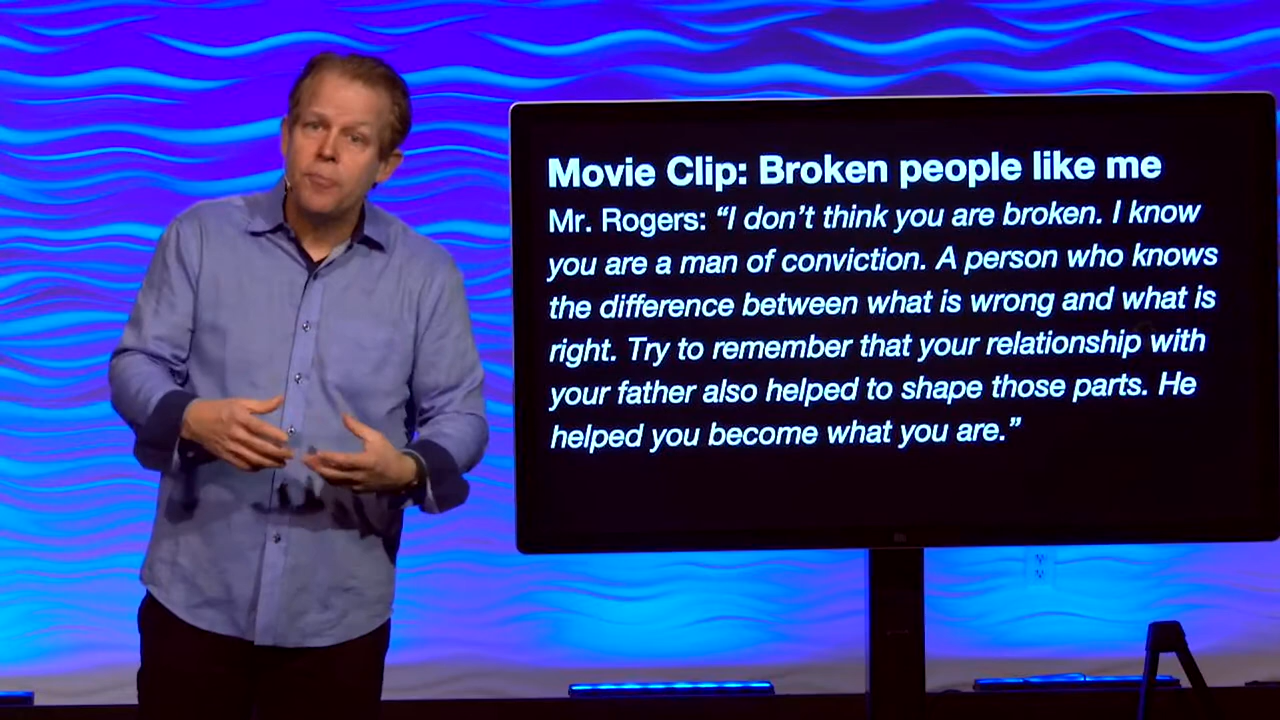 Movie Clip: Broken people like me
Mr. Rogers: “I don’t think you are broken. I know
you are a man of conviction. A person who knows
the difference between what is wrong and what is
right. Try to remember that your relationship with
your father also helped to shape those parts. He
helped you become what you are.”